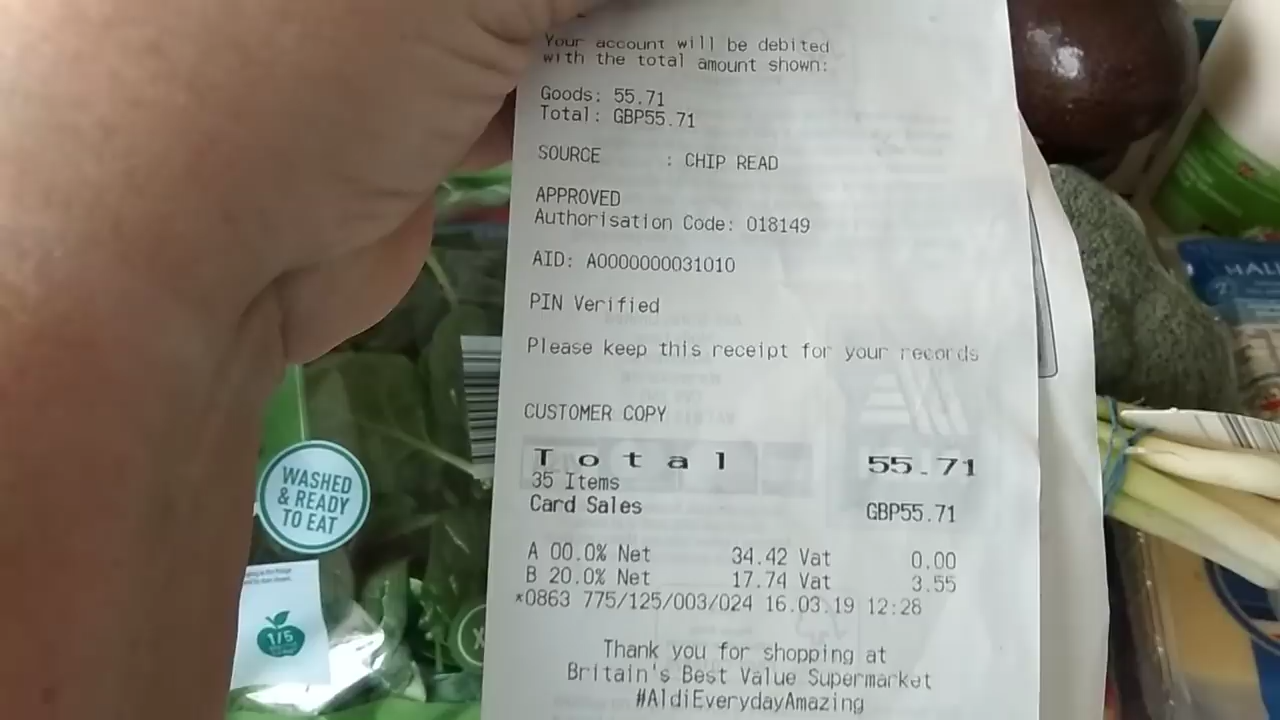 Your account will be debited
with the total amount shown:
Goods: 55.71
Total: GBP55.71
SOURCE : CHIP READ
APPROVED
Authorisation Code: 018149
AID: A0000000031010
PIN Verified
Please keep this receipt for your records
CUSTOMER COPY
Total 55.71
35 Items
Card Sales GBP55.71
A 00.0% Net 34.42 Vat 0.00
B 20.0% Net 17.74 Vat 3.55
*0863 775/125/003/024 16.03.19 12:28
Thank you for shopping at
Britain's Best Value Supermarket
#AldiEverydayAmazing
WASHED
& READY
TO EAT
1/5